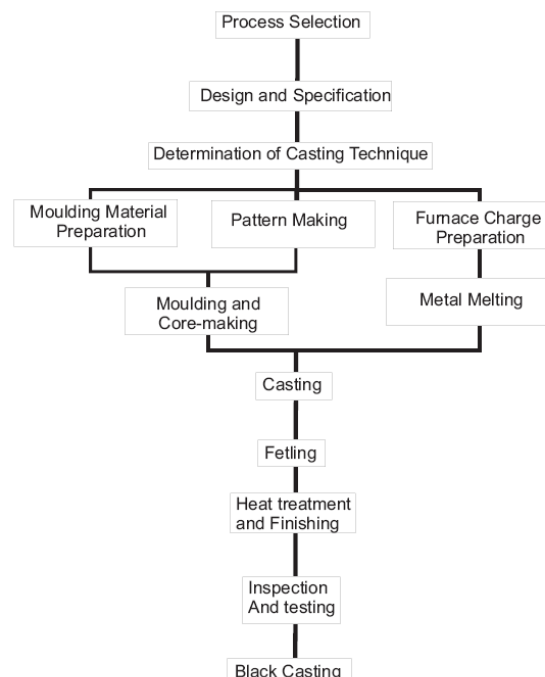 Process Selection
Design and Specification
Determination of Casting Technique
Moulding Material
Preparation
Pattern Making
Furnace Charge
Preparation
Moulding and
Core-making
Metal Melting
Casting
Fetling
Heat treatment
and Finishing
Inspection
And testing
Black Casting